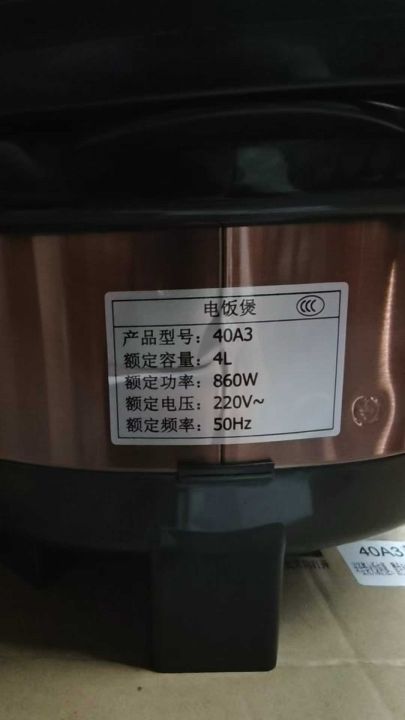 电饭煲
CCC
产品型号：40A3
额定容量：4L
额定功率：860W
额定电压：220V~
额定频率：50Hz
40A3